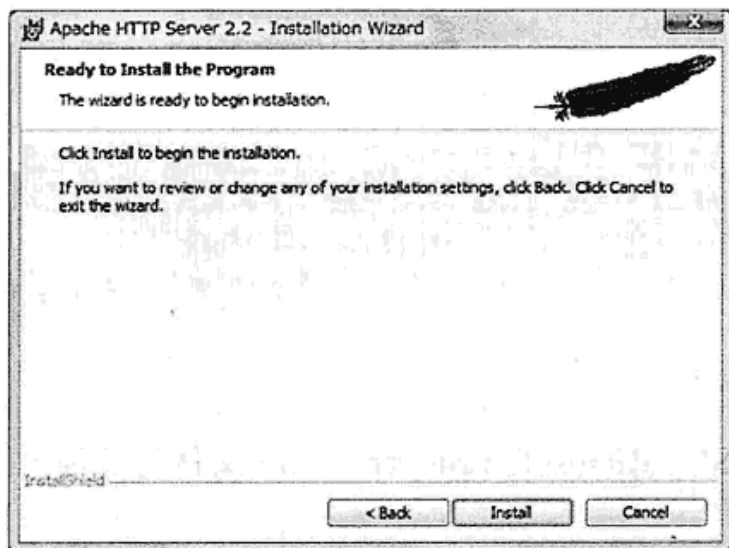 Apache HTTP Server 2.2 - Installation Wizard
Ready to Install the Program
The wizard is ready to begin installation.
Click Install to begin the installation.
If you want to review or change any of your installation settings, click Back. Click Cancel to
exit the wizard.
InstallShield
< Back
Install
Cancel